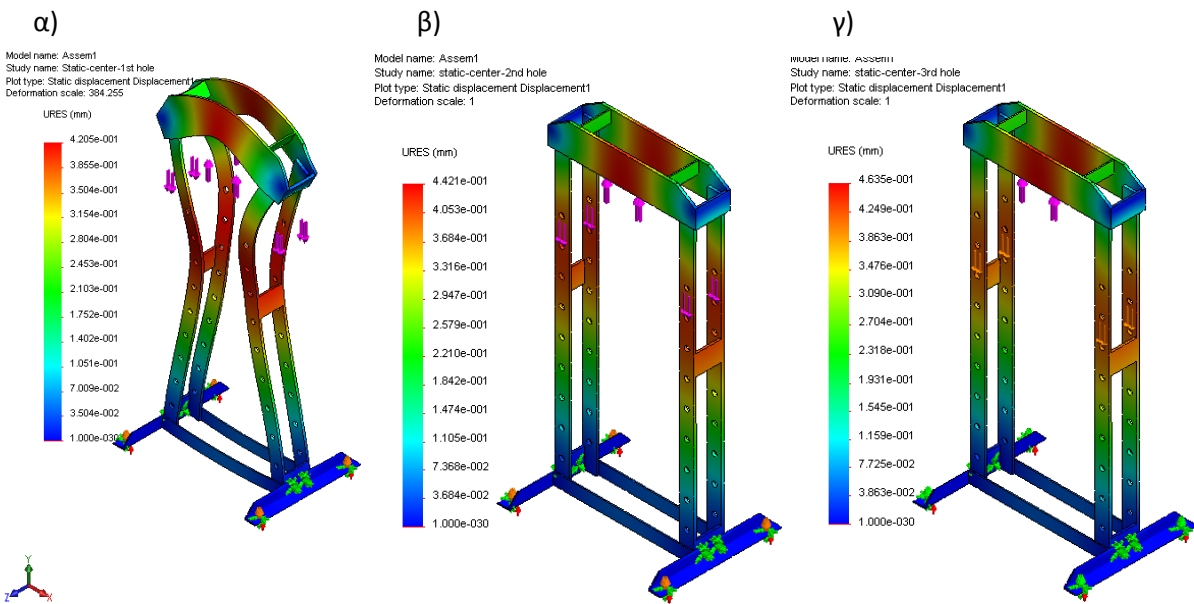 α)
Model name: Assem1
Study name: Static-center-1st hole
Plot type: Static displacement Displacement1
Deformation scale: 384.255
URES (mm)
4.205e-001
3.855e-001
3.504e-001
3.154e-001
2.804e-001
2.453e-001
2.103e-001
1.752e-001
1.402e-001
1.051e-001
7.009e-002
3.504e-002
1.000e-030
Y
Z
X
β)
Model name: Assem1
Study name: static-center-2nd hole
Plot type: Static displacement Displacement1
Deformation scale: 1
URES (mm)
4.421e-001
4.053e-001
3.684e-001
3.316e-001
2.947e-001
2.579e-001
2.210e-001
1.842e-001
1.474e-001
1.105e-001
7.368e-002
3.684e-002
1.000e-030
γ)
Model name: Assem1
Study name: static-center-3rd hole
Plot type: Static displacement Displacement1
Deformation scale: 1
URES (mm)
4.635e-001
4.249e-001
3.863e-001
3.476e-001
3.090e-001
2.704e-001
2.318e-001
1.931e-001
1.545e-001
1.159e-001
7.725e-002
3.863e-002
1.000e-030